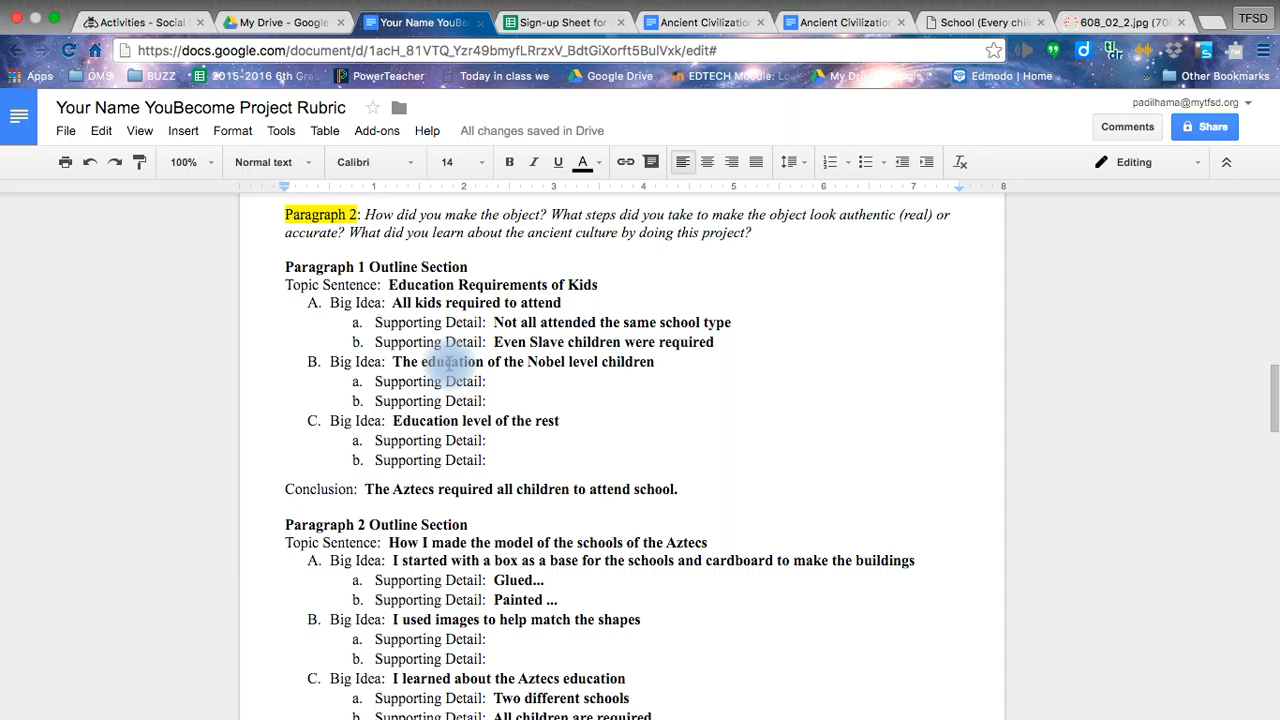 Activities - Social S
My Drive - Google
Your Name YouBec
Sign-up Sheet for
Ancient Civilization
Ancient Civilization
School (Every chil
608_02_2.jpg (70
TFSD
https://docs.google.com/document/d/1acH_81VTQ_Yzr49bmyfLRrzxV_BdtGiXorft5BulVxk/edit#
Apps
GMS
BUZZ
2015-2016 6th Gra
PowerTeacher
Today in class we
Google Drive
EDTECH Moodle: Lo
My Dri
Edmodo | Home
Other Bookmarks
Your Name YouBecome Project Rubric
padilhama@mytfsd.org
File Edit View Insert Format Tools Table Add-ons Help All changes saved in Drive
Comments
Share
100% Normal text Calibri 14 B I U A Editing
1 2 3 4 5 6 7 8
Paragraph 2: How did you make the object? What steps did you take to make the object look authentic (real) or
accurate? What did you learn about the ancient culture by doing this project?
Paragraph 1 Outline Section
Topic Sentence: Education Requirements of Kids
A. Big Idea: All kids required to attend
a. Supporting Detail: Not all attended the same school type
b. Supporting Detail: Even Slave children were required
B. Big Idea: The education of the Nobel level children
a. Supporting Detail:
b. Supporting Detail:
C. Big Idea: Education level of the rest
a. Supporting Detail:
b. Supporting Detail:
Conclusion: The Aztecs required all children to attend school.
Paragraph 2 Outline Section
Topic Sentence: How I made the model of the schools of the Aztecs
A. Big Idea: I started with a box as a base for the schools and cardboard to make the buildings
a. Supporting Detail: Glued...
b. Supporting Detail: Painted ...
B. Big Idea: I used images to help match the shapes
a. Supporting Detail:
b. Supporting Detail:
C. Big Idea: I learned about the Aztecs education
a. Supporting Detail: Two different schools
b. Supporting Detail: All children are required